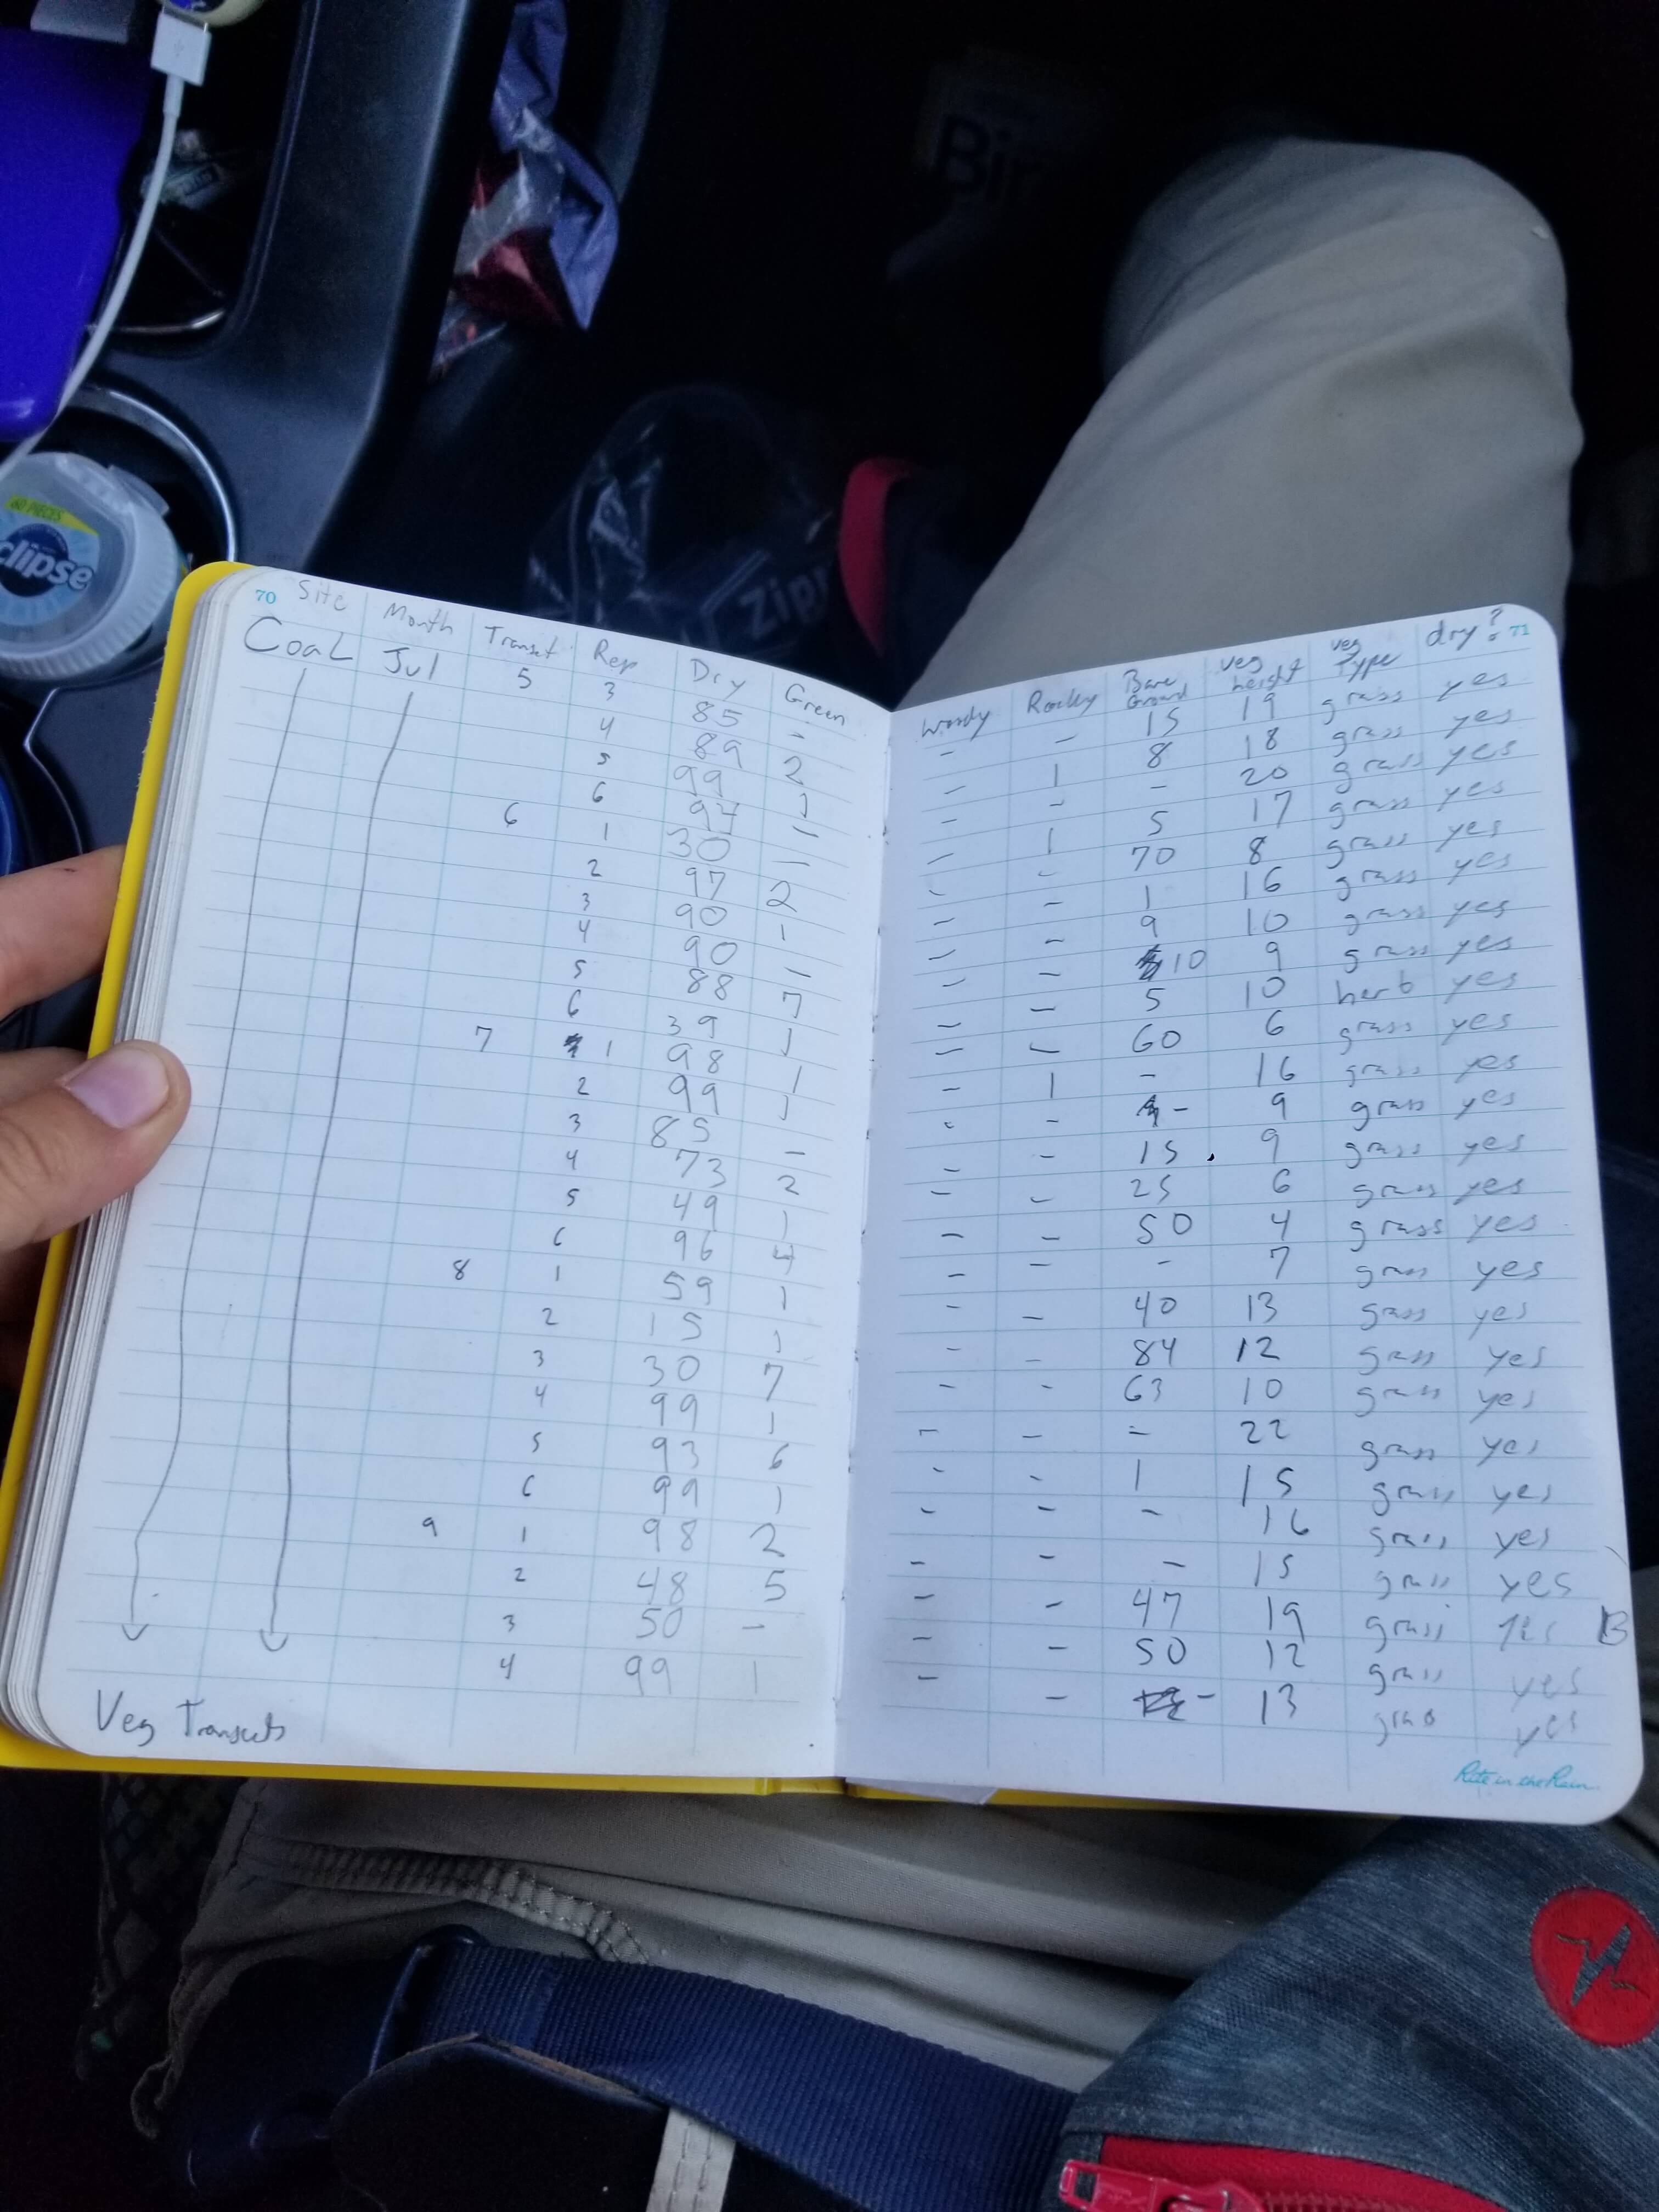 60 PIECES
clipse
Bir
Zip
70 Site Month Transet Rep Dry Green
Coal Jul 5 3 85 -
4 89 2
5 99 1
6 94 -
6 1 30 -
2 97 2
3 90 1
4 90 -
5 88 7
6 39 1
7 1 98 1
2 99 1
3 85 -
4 73 2
5 49 1
6 96 4
8 1 59 1
2 15 1
3 30 7
4 99 1
5 93 6
6 99 1
9 1 98 2
2 48 5
3 50 -
4 99 1
Veg Transects
Woody Rocky Bare Ground veg height veg Type dry? 71
- - 15 19 grass yes
- 1 8 18 grass yes
- - - 20 grass yes
- 1 5 17 grass yes
- - 70 8 grass yes
- - 1 16 grass yes
- - 9 10 grass yes
- - 10 9 grass yes
- - 5 10 herb yes
- - 60 6 grass yes
- 1 - 16 grass yes
- - - 9 grass yes
- - 15 9 grass yes
- - 25 6 grass yes
- - 50 4 grass yes
- - - 7 grass yes
- - 40 13 grass yes
- - 84 12 grass yes
- - 63 10 grass yes
- - - 22 grass yes
- - 1 15 grass yes
- - - 16 grass yes
- - - 15 grass yes
- - 47 19 grass yes B
- - 50 12 grass yes
- - - 13 grass yes
Rite in the Rain